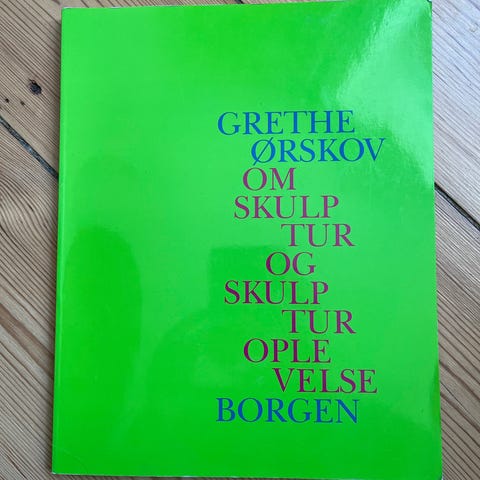 GRETHE
ØRSKOV
OM
SKULP
TUR
OG
SKULP
TUR
OPLE
VELSE
BORGEN